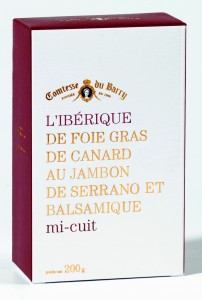 Comtesse du Barry
L'IBÉRIQUE
DE FOIE GRAS
DE CANARD
AU JAMBON
DE SERRANO ET
BALSAMIQUE
mi-cuit
200g